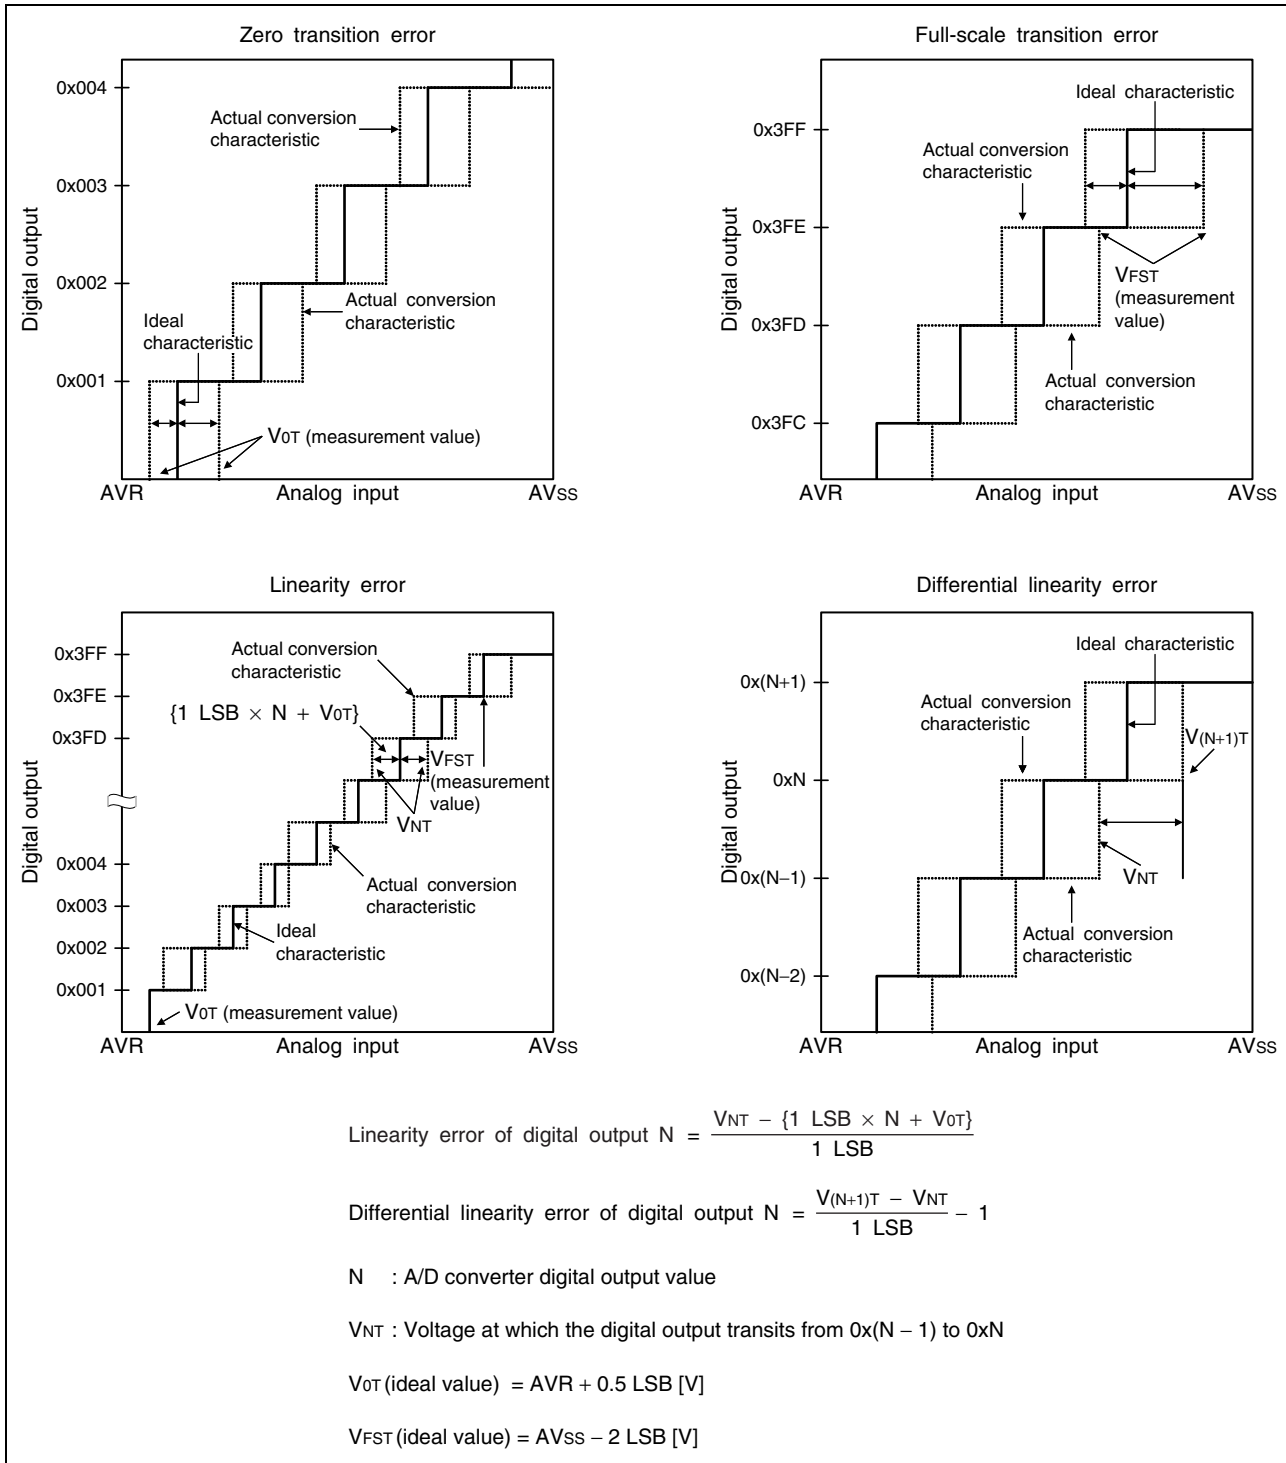 Zero transition error
0x004
0x003
0x002
0x001
Digital output
Actual conversion
characteristic
Actual conversion
characteristic
Ideal
characteristic
V0T (measurement value)
AVR
Analog input
AVSS
Full-scale transition error
0x3FF
0x3FE
0x3FD
0x3FC
Digital output
Ideal characteristic
Actual conversion
characteristic
VFST
(measurement
value)
Actual conversion
characteristic
AVR
Analog input
AVSS
Linearity error
0x3FF
0x3FE
0x3FD
0x004
0x003
0x002
0x001
Digital output
Actual conversion
characteristic
{1 LSB × N + V0T}
VFST
(measurement
value)
VNT
Actual conversion
characteristic
Ideal
characteristic
V0T (measurement value)
AVR
Analog input
AVSS
Differential linearity error
0x(N+1)
0xN
0x(N−1)
0x(N−2)
Digital output
Ideal characteristic
Actual conversion
characteristic
V(N+1)T
VNT
Actual conversion
characteristic
AVR
Analog input
AVSS
Linearity error of digital output N = VNT − {1 LSB × N + V0T}
1 LSB
Differential linearity error of digital output N = V(N+1)T − VNT
1 LSB
− 1
N : A/D converter digital output value
VNT : Voltage at which the digital output transits from 0x(N − 1) to 0xN
V0T (ideal value) = AVR + 0.5 LSB [V]
VFST (ideal value) = AVSS − 2 LSB [V]